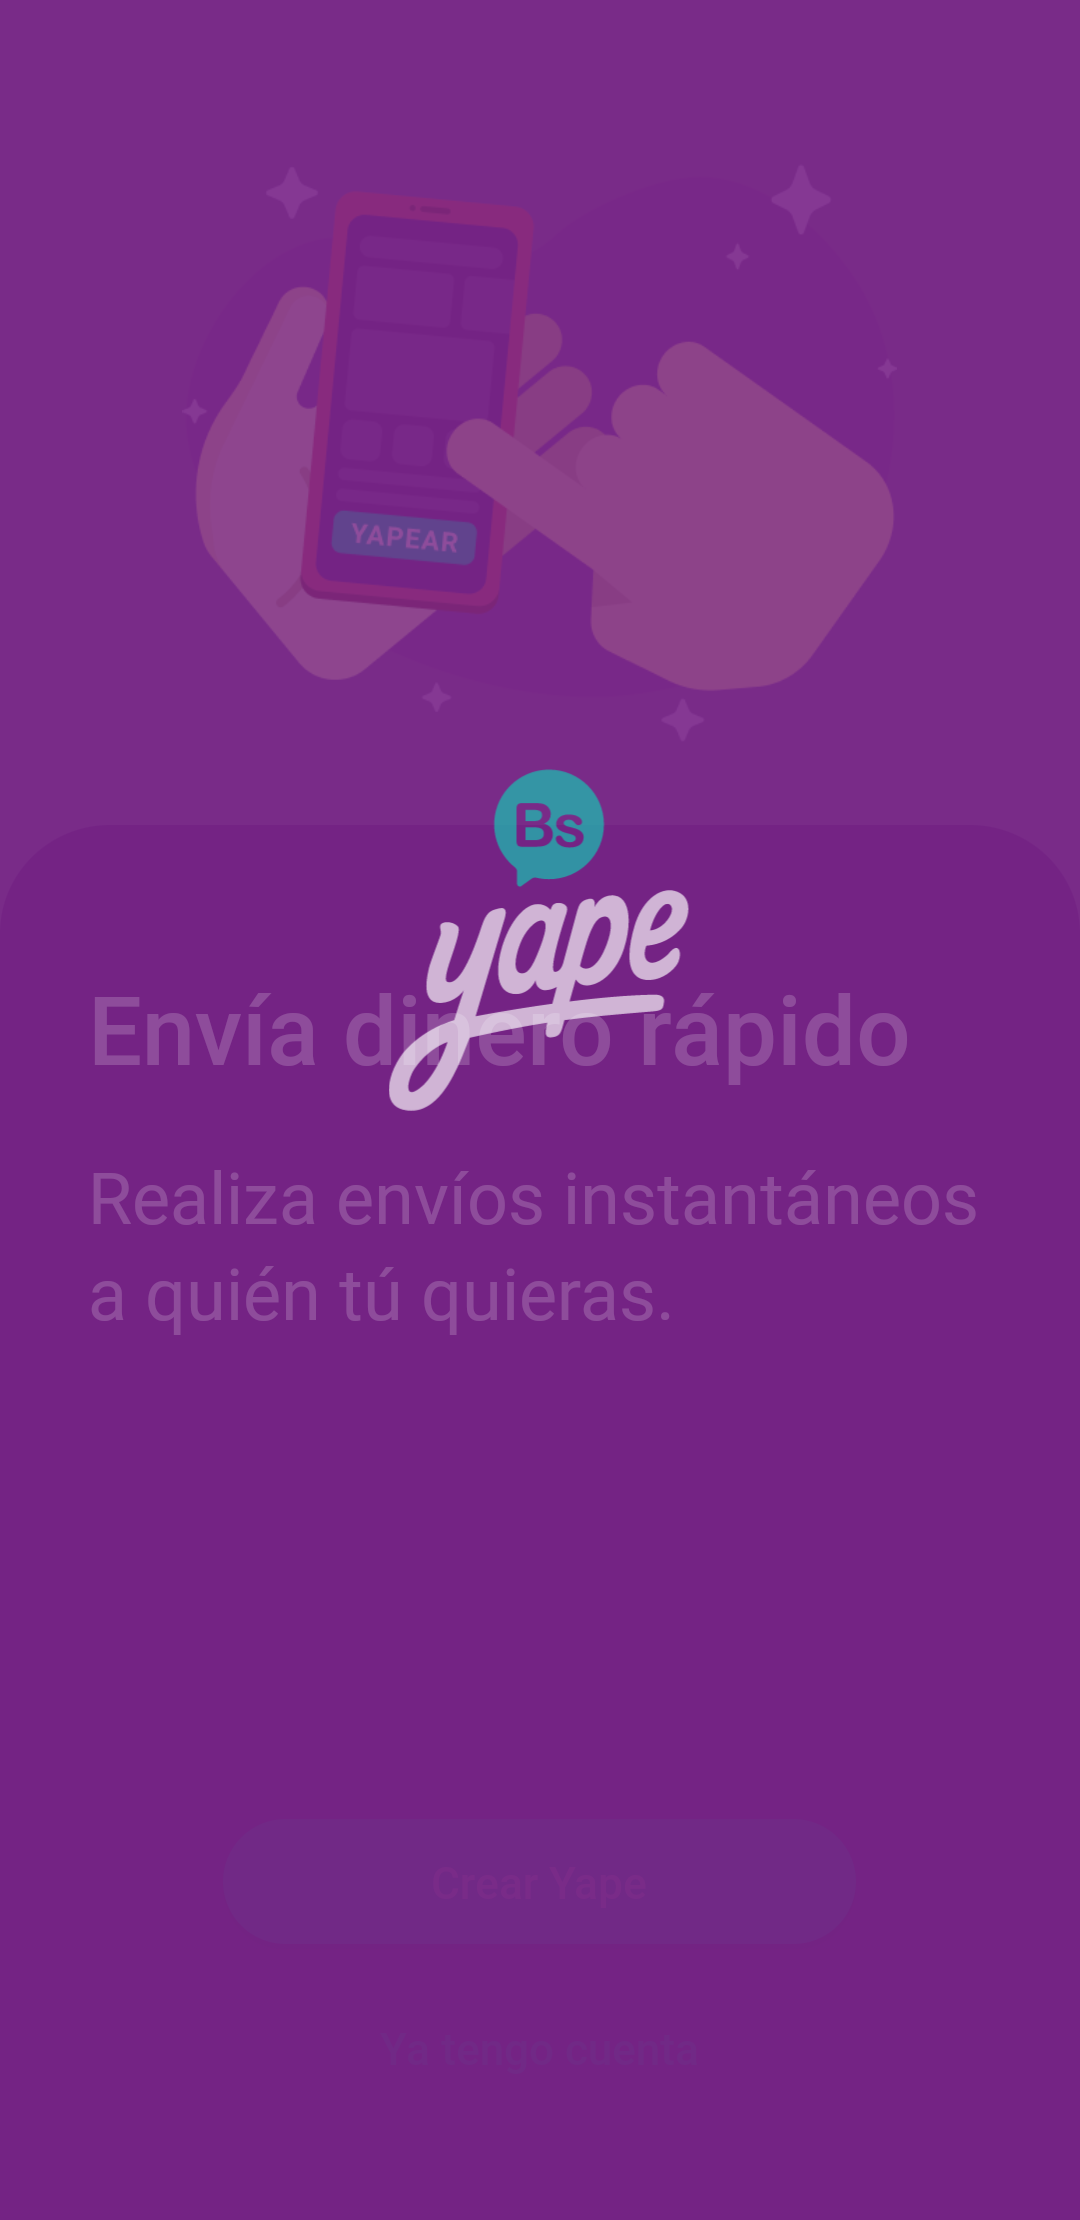 YAPEAR
Bs
yape
Envía dinero rápido
Realiza envíos instantáneos
a quién tú quieras.
Crear Yape
Ya tengo cuenta